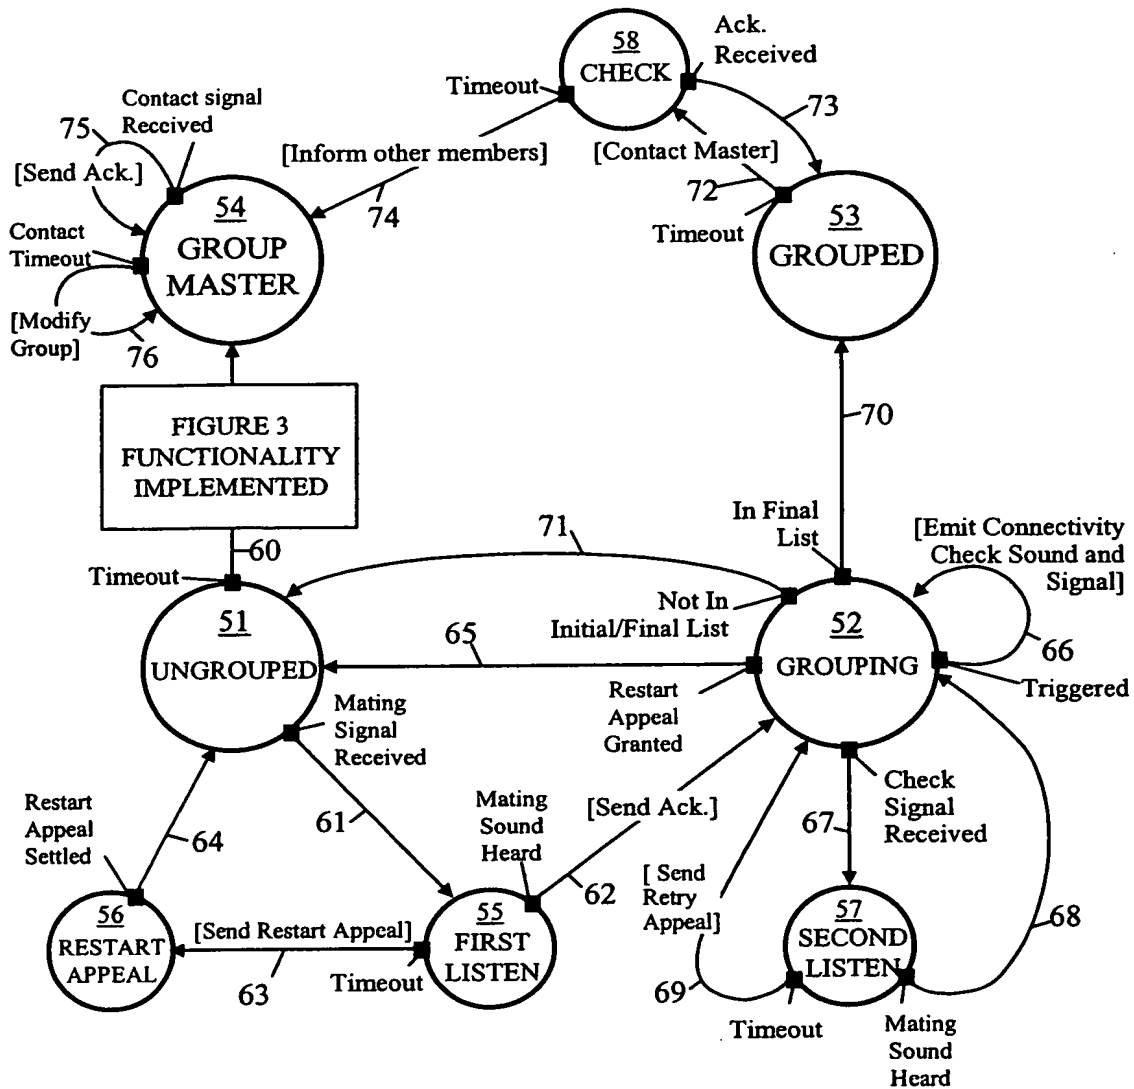 58
CHECK
Ack.
Received
Timeout
73
Contact signal
Received
75
[Send Ack.]
[Inform other members]
[Contact Master]
72
74
54
GROUP
MASTER
Contact
Timeout
Timeout
53
GROUPED
[Modify
Group]
76
FIGURE 3
FUNCTIONALITY
IMPLEMENTED
70
60
Timeout
71
In Final
List
[Emit Connectivity
Check Sound and
Signal]
Not In
Initial/Final List
51
UNGROUPED
65
52
GROUPING
66
Triggered
Restart
Appeal
Granted
Mating
Signal
Received
Check
Signal
Received
Restart
Appeal
Settled
64
61
Mating
Sound
Heard
[Send Ack.]
62
67
[ Send
Retry
Appeal]
68
56
RESTART
APPEAL
[Send Restart Appeal]
63
Timeout
55
FIRST
LISTEN
57
SECOND
LISTEN
69
Timeout
Mating
Sound
Heard